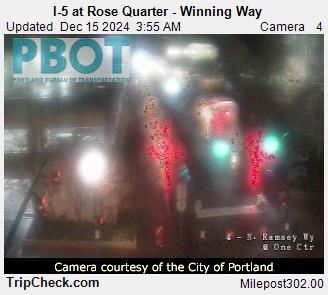 I-5 at Rose Quarter - Winning Way
Updated Dec 15 2024 3:55 AM Camera 4
PBOT
PORTLAND BUREAU OF TRANSPORTATION
4 - N. Ramsey Wy
@ One Ctr
Camera courtesy of the City of Portland
TripCheck.com Milepost302.00